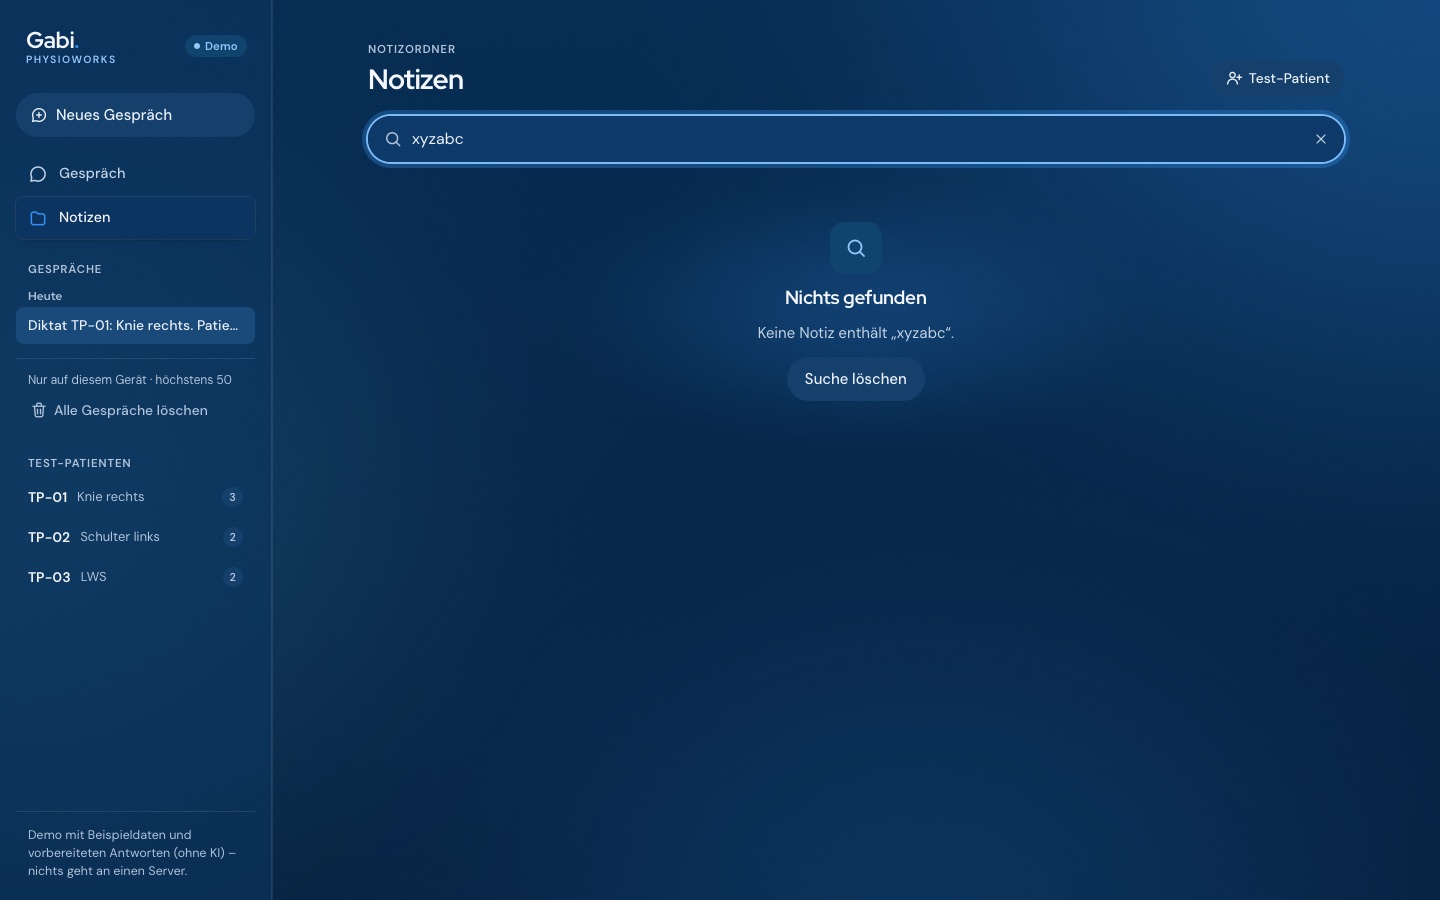 Gabi.
PHYSIOWORKS
Demo
Neues Gespräch
Gespräch
Notizen
GESPRÄCHE
Heute
Diktat TP-01: Knie rechts. Patie…
Nur auf diesem Gerät · höchstens 50
Alle Gespräche löschen
TEST-PATIENTEN
TP-01 Knie rechts 3
TP-02 Schulter links 2
TP-03 LWS 2
Demo mit Beispieldaten und
vorbereiteten Antworten (ohne KI) –
nichts geht an einen Server.
NOTIZORDNER
Notizen
Test-Patient
xyzabc
Nichts gefunden
Keine Notiz enthält „xyzabc“.
Suche löschen